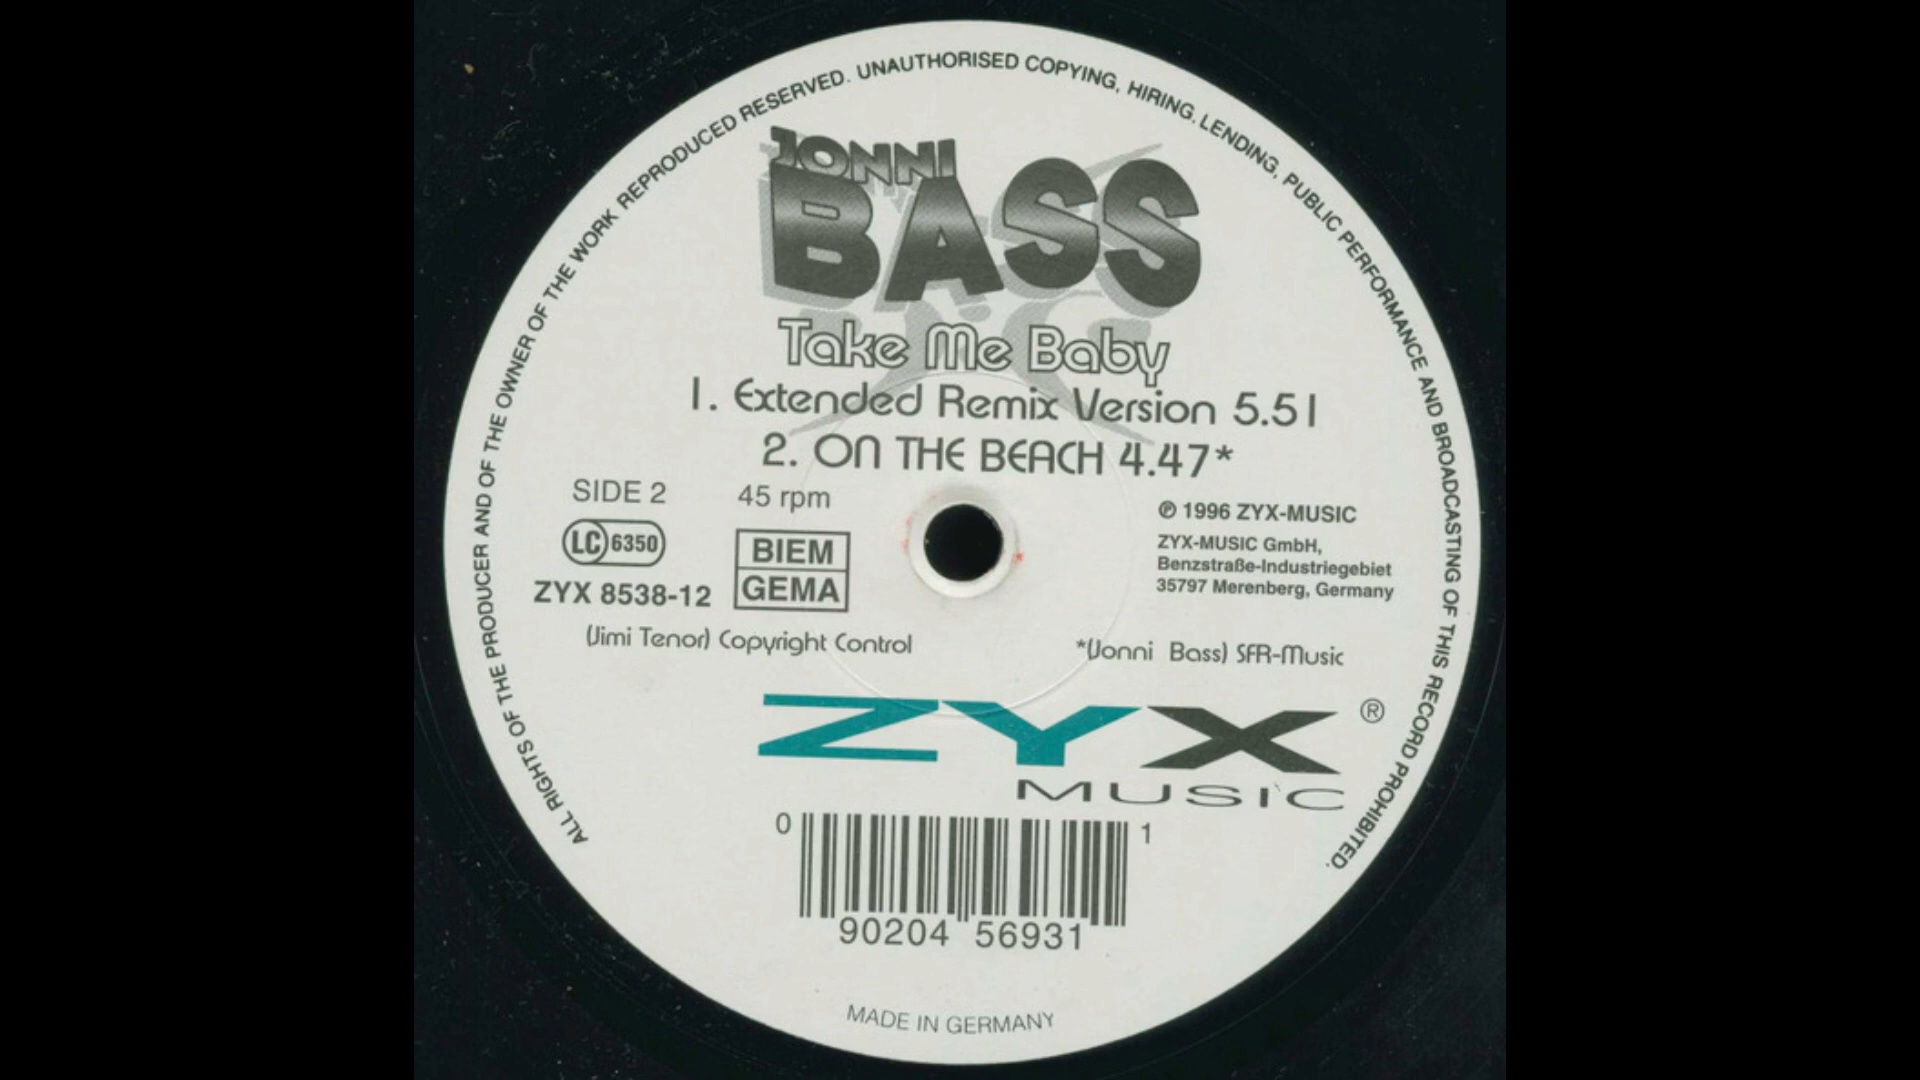 ALL RIGHTS OF THE PRODUCER AND OF THE OWNER OF THE WORK REPRODUCED RESERVED. UNAUTHORISED COPYING, HIRING, LENDING, PUBLIC PERFORMANCE AND BROADCASTING OF THIS RECORD PROHIBITED.
JONNI
BASS
Take Me Baby
1. Extended Remix Version 5.51
2. ON THE BEACH 4.47*
SIDE 2
45 rpm
LC 6350
BIEM
GEMA
ZYX 8538-12
℗ 1996 ZYX-MUSIC
ZYX-MUSIC GmbH,
Benzstraße-Industriegebiet
35797 Merenberg, Germany
(Jimi Tenor) Copyright Control
*(Jonni Bass) SFR-Music
ZYX ®
MUSIC
0 1
90204 56931
MADE IN GERMANY